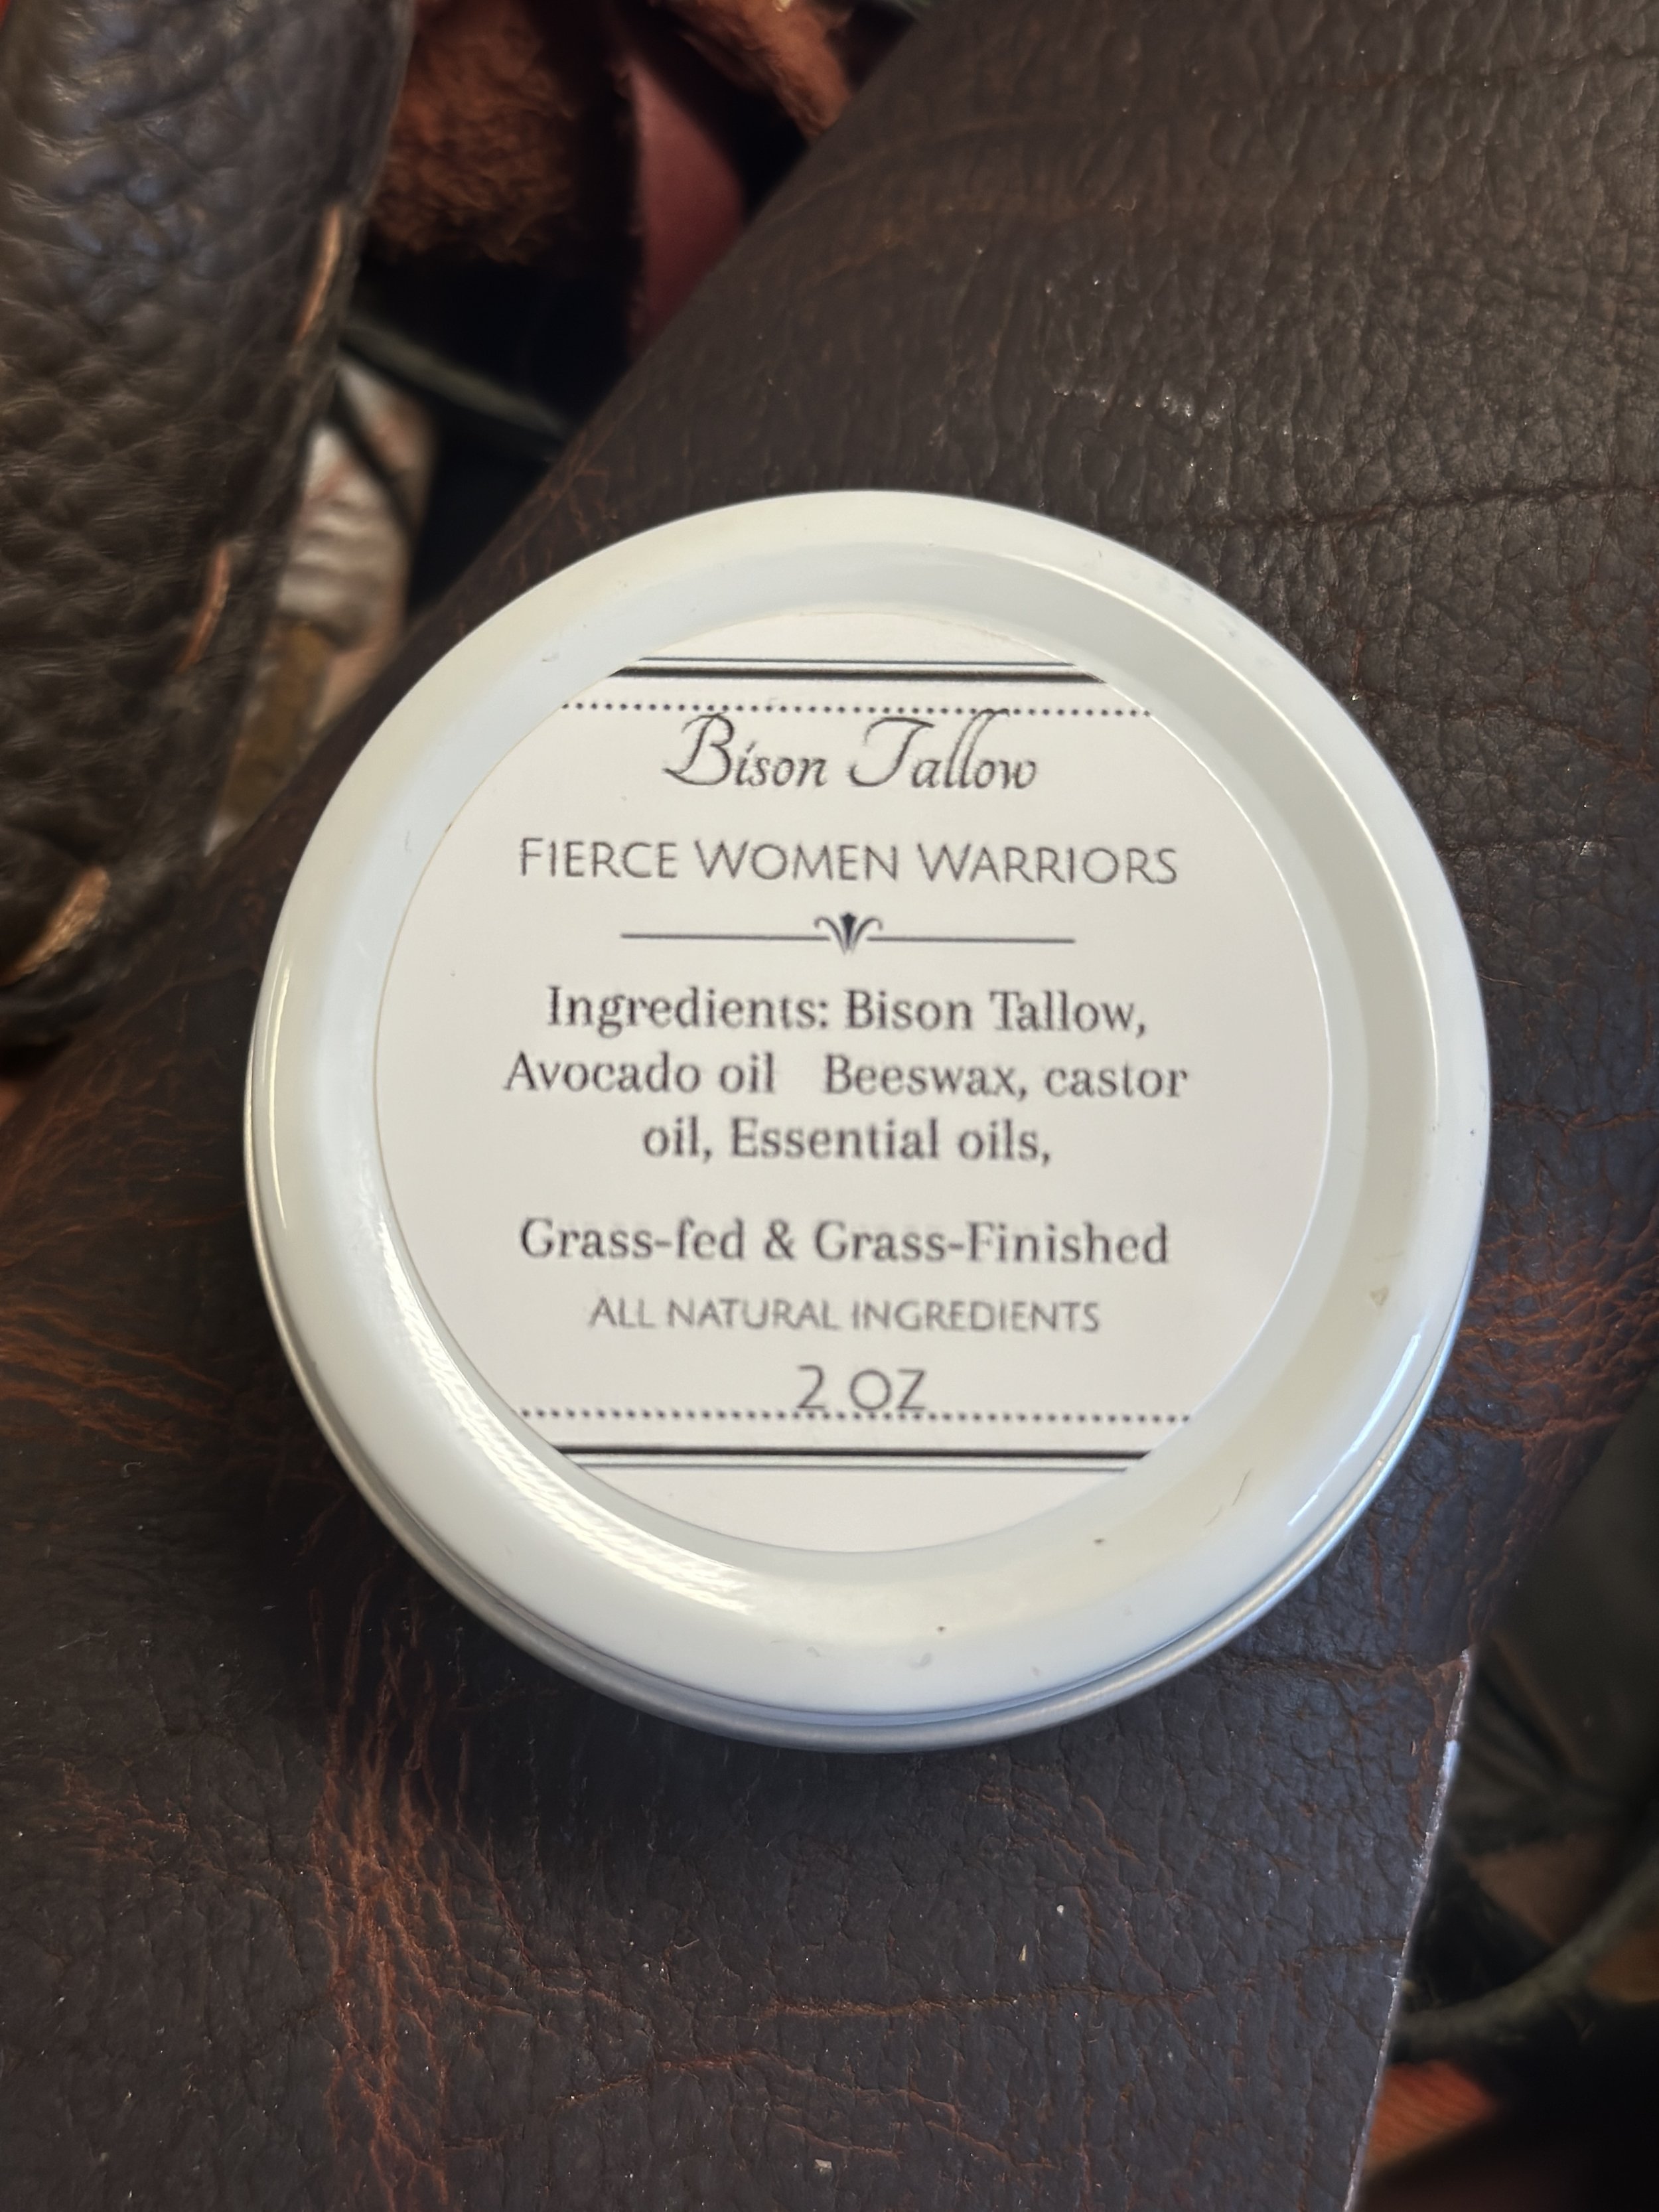 Bison Tallow
FIERCE WOMEN WARRIORS
Ingredients: Bison Tallow,
Avocado oil Beeswax, castor
oil, Essential oils,
Grass-fed & Grass-Finished
ALL NATURAL INGREDIENTS
2 OZ